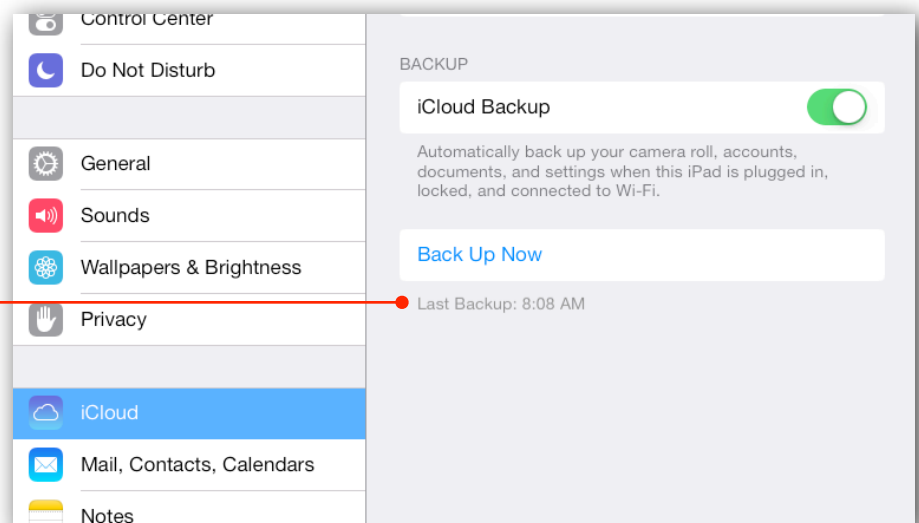 Control Center
Do Not Disturb
General
Sounds
Wallpapers & Brightness
Privacy
iCloud
Mail, Contacts, Calendars
Notes
BACKUP
iCloud Backup
Automatically back up your camera roll, accounts,
documents, and settings when this iPad is plugged in,
locked, and connected to Wi-Fi.
Back Up Now
Last Backup: 8:08 AM